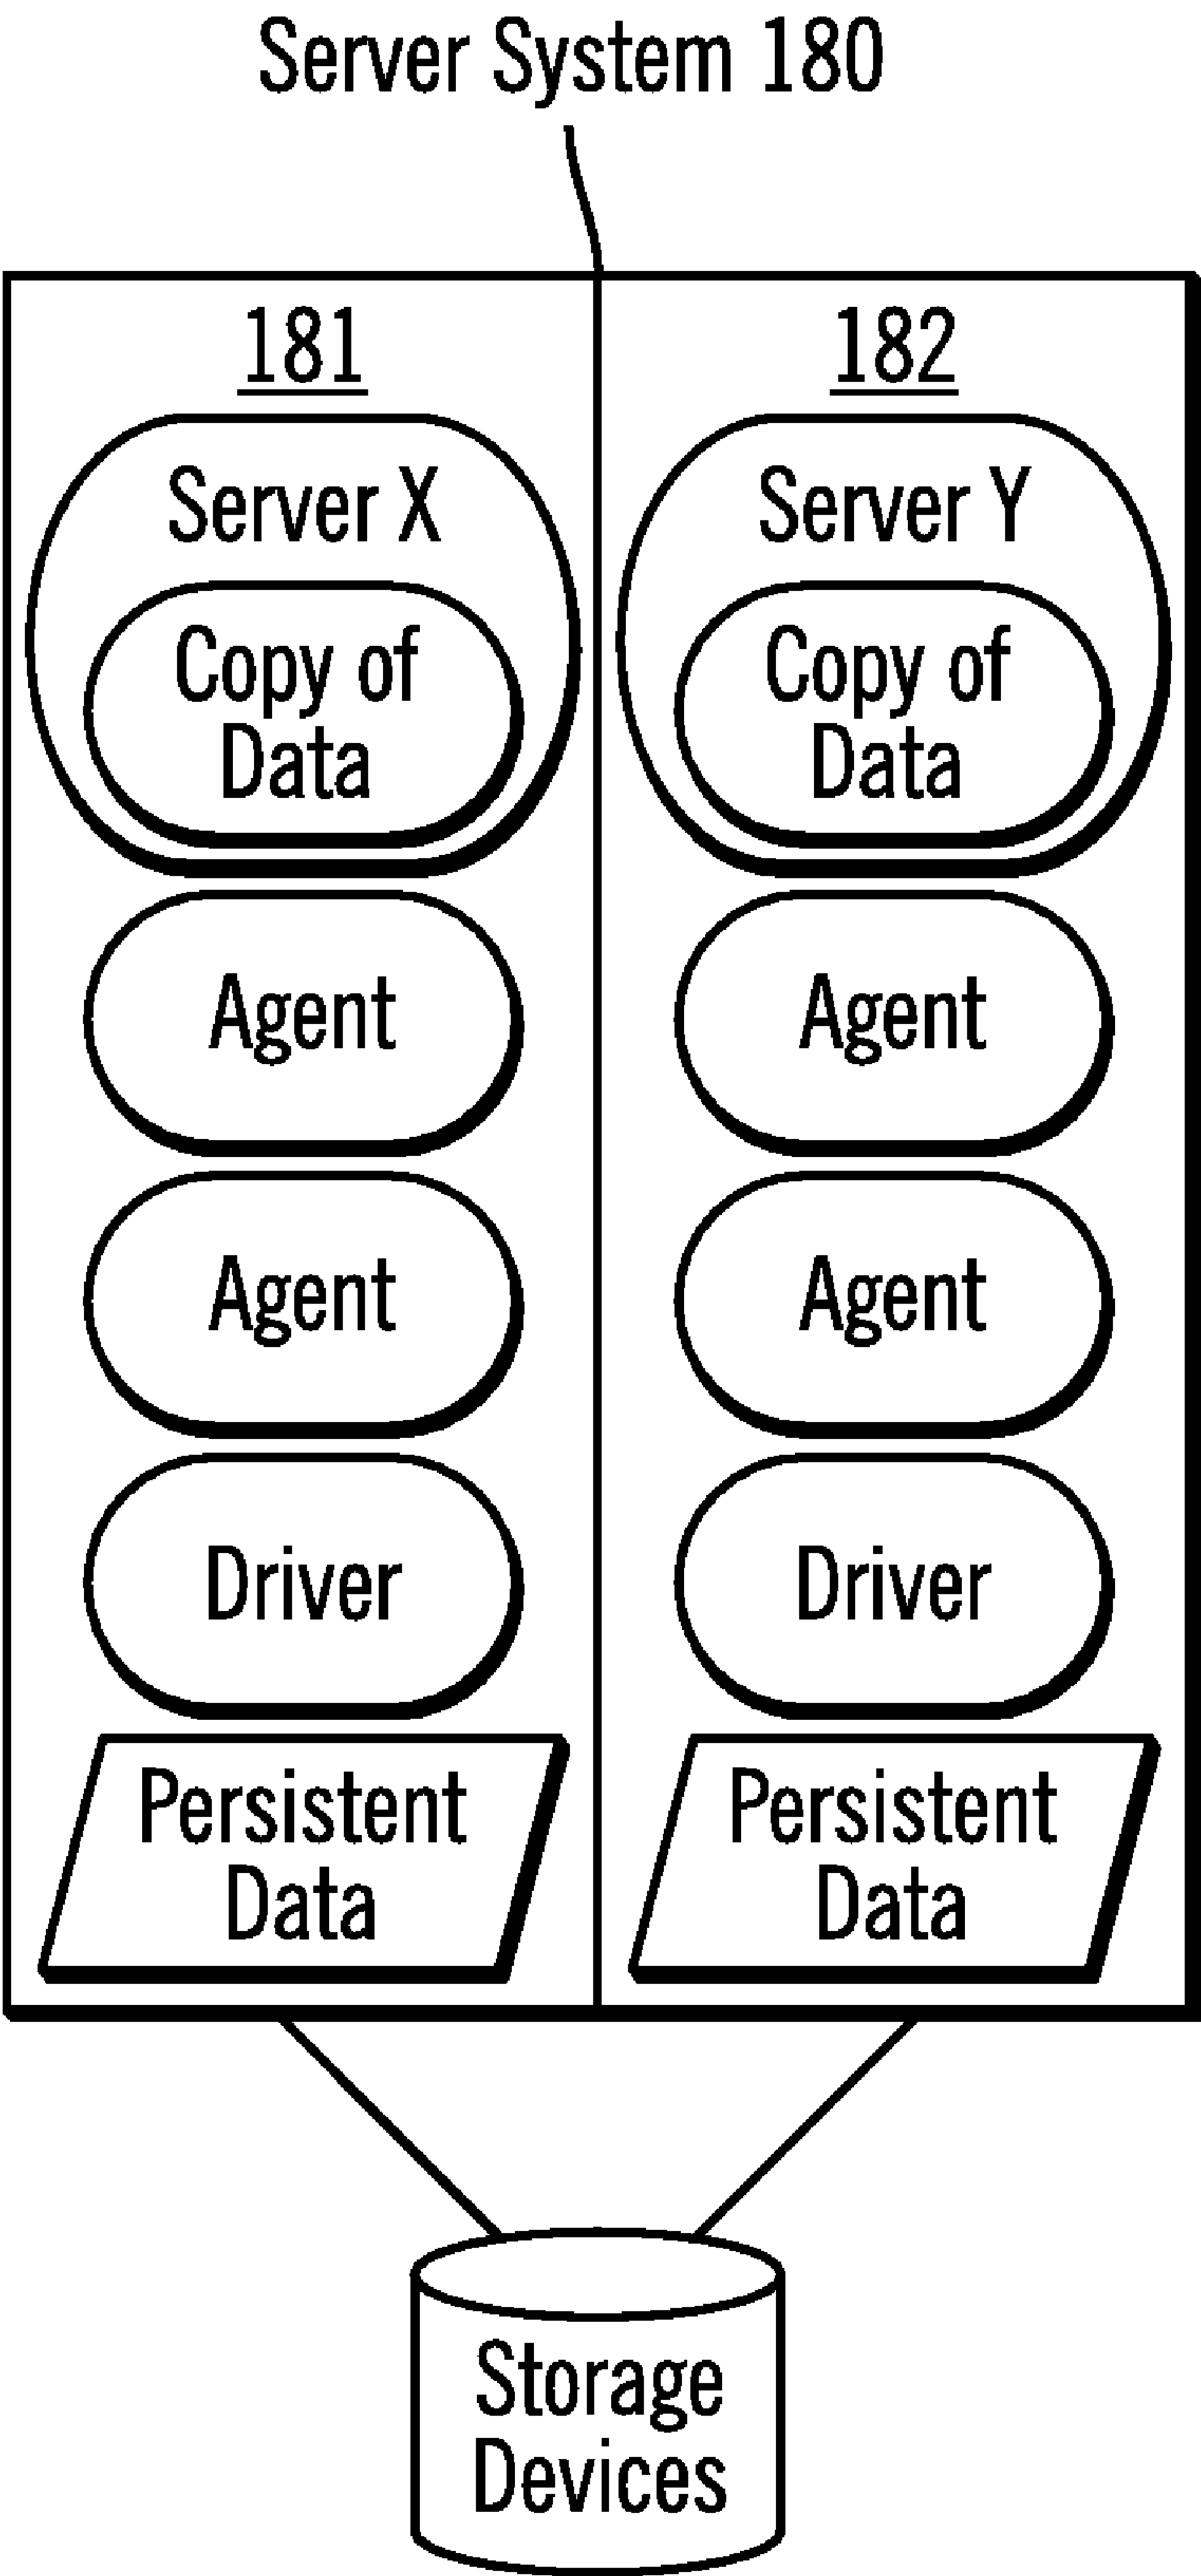 Server System 180
181
Server X
Copy of
Data
Agent
Agent
Driver
Persistent
Data
182
Server Y
Copy of
Data
Agent
Agent
Driver
Persistent
Data
Storage
Devices